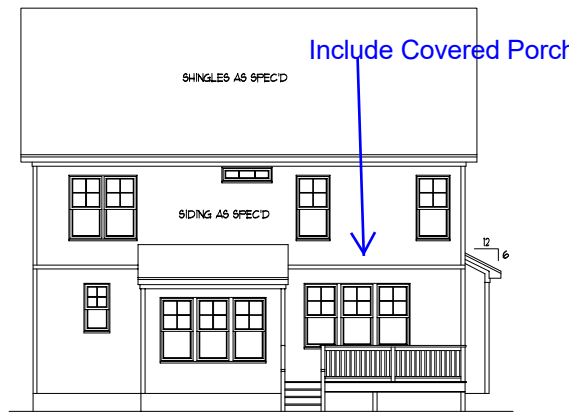 Include Covered Porch
SHINGLES AS SPEC'D
SIDING AS SPEC'D
12
6